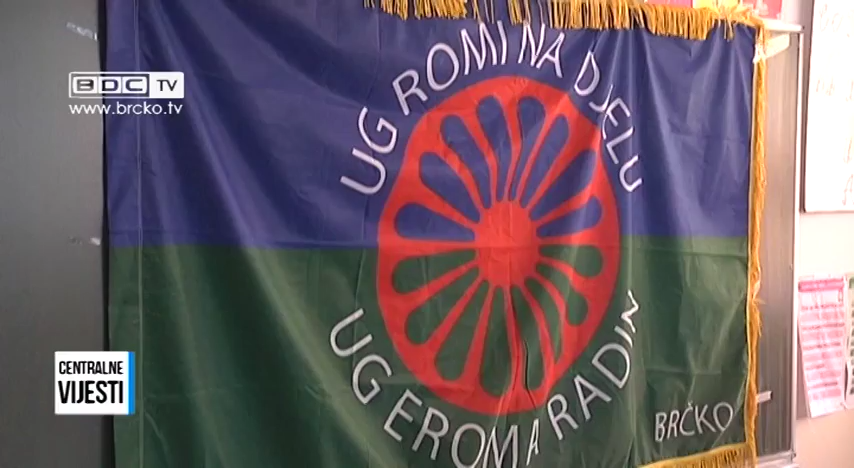 BDC TV
www.brcko.tv
UG ROMI NA DJELU
UG EROMA RADIN
BRČKO
CENTRALNE
VIJESTI